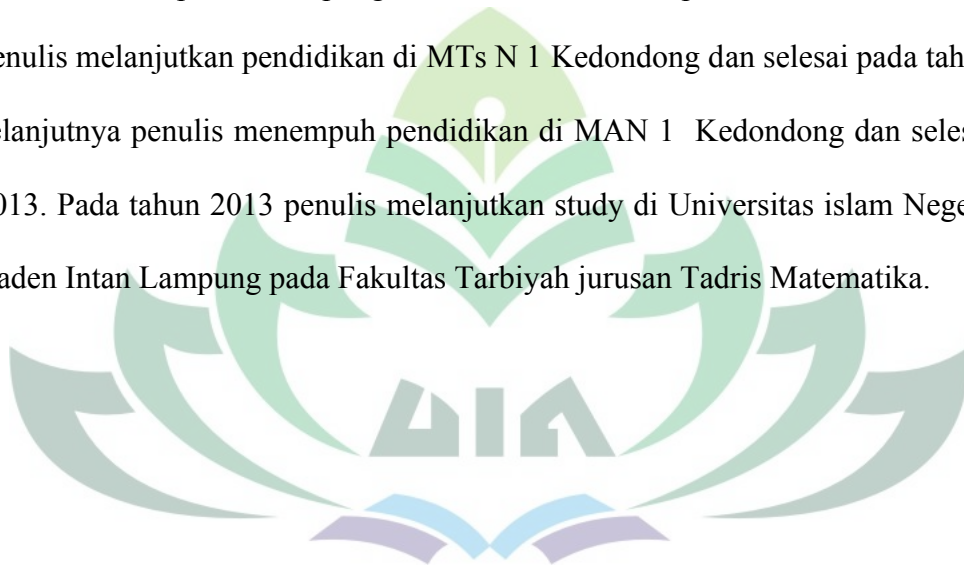 enulis melanjutkan pendidikan di MTs N 1 Kedondong dan selesai pada tah
elanjutnya penulis menempuh pendidikan di MAN 1 Kedondong dan seles
013. Pada tahun 2013 penulis melanjutkan study di Universitas islam Nege
aden Intan Lampung pada Fakultas Tarbiyah jurusan Tadris Matematika.
UIN